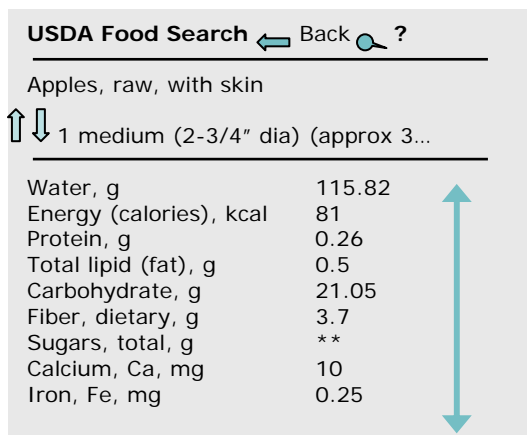 USDA Food Search Back ?
Apples, raw, with skin
1 medium (2-3/4" dia) (approx 3...
Water, g 115.82
Energy (calories), kcal 81
Protein, g 0.26
Total lipid (fat), g 0.5
Carbohydrate, g 21.05
Fiber, dietary, g 3.7
Sugars, total, g **
Calcium, Ca, mg 10
Iron, Fe, mg 0.25